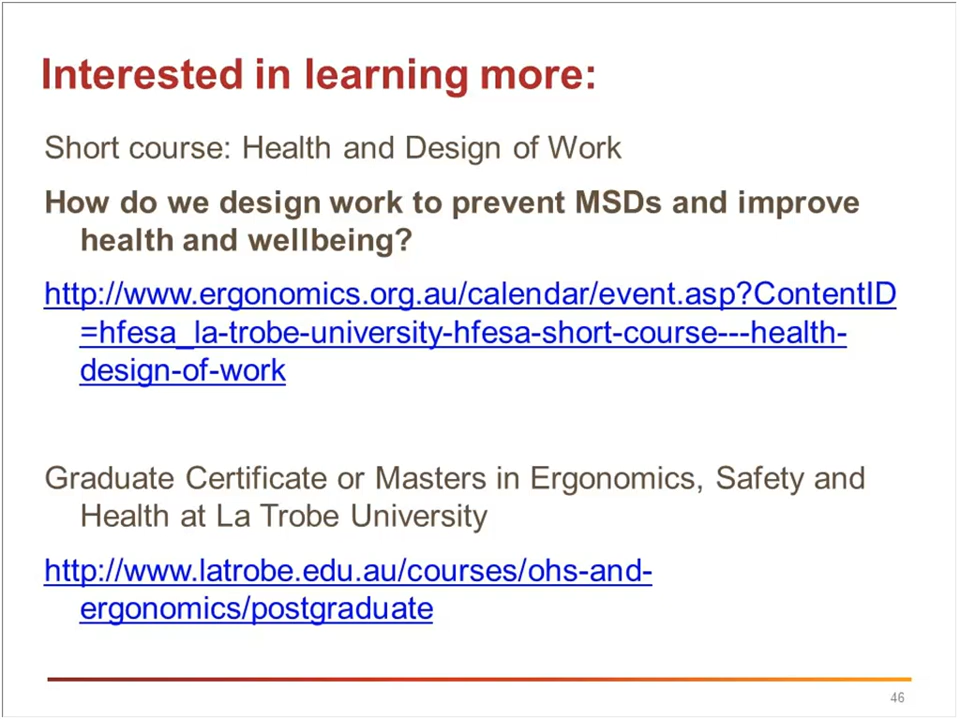 Interested in learning more:
Short course: Health and Design of Work
How do we design work to prevent MSDs and improve
health and wellbeing?
http://www.ergonomics.org.au/calendar/event.asp?ContentID
=hfesa_la-trobe-university-hfesa-short-course---health-
design-of-work
Graduate Certificate or Masters in Ergonomics, Safety and
Health at La Trobe University
http://www.latrobe.edu.au/courses/ohs-and-
ergonomics/postgraduate
46